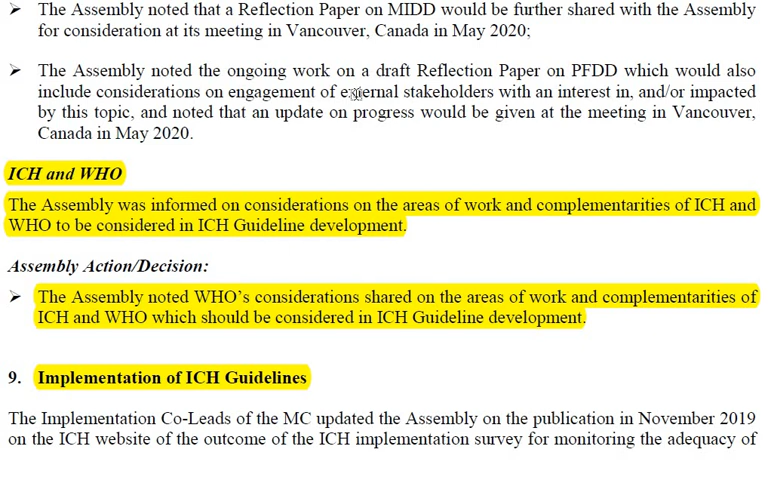 ➢ The Assembly noted that a Reflection Paper on MIDD would be further shared with the Assembly
for consideration at its meeting in Vancouver, Canada in May 2020;
➢ The Assembly noted the ongoing work on a draft Reflection Paper on PFDD which would also
include considerations on engagement of external stakeholders with an interest in, and/or impacted
by this topic, and noted that an update on progress would be given at the meeting in Vancouver,
Canada in May 2020.
ICH and WHO
The Assembly was informed on considerations on the areas of work and complementarities of ICH and
WHO to be considered in ICH Guideline development.
Assembly Action/Decision:
➢ The Assembly noted WHO's considerations shared on the areas of work and complementarities of
ICH and WHO which should be considered in ICH Guideline development.
9. Implementation of ICH Guidelines
The Implementation Co-Leads of the MC updated the Assembly on the publication in November 2019
on the ICH website of the outcome of the ICH implementation survey for monitoring the adequacy of